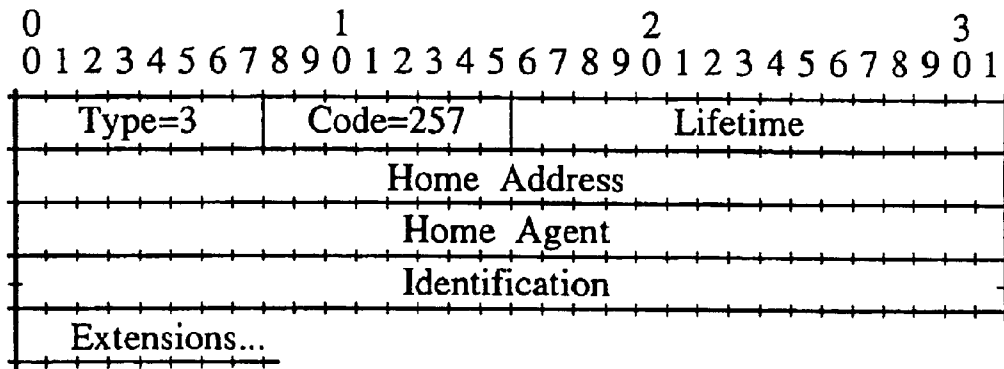 0 1 2 3
0 1 2 3 4 5 6 7 8 9 0 1 2 3 4 5 6 7 8 9 0 1 2 3 4 5 6 7 8 9 0 1
Type=3 Code=257 Lifetime
Home Address
Home Agent
Identification
Extensions...